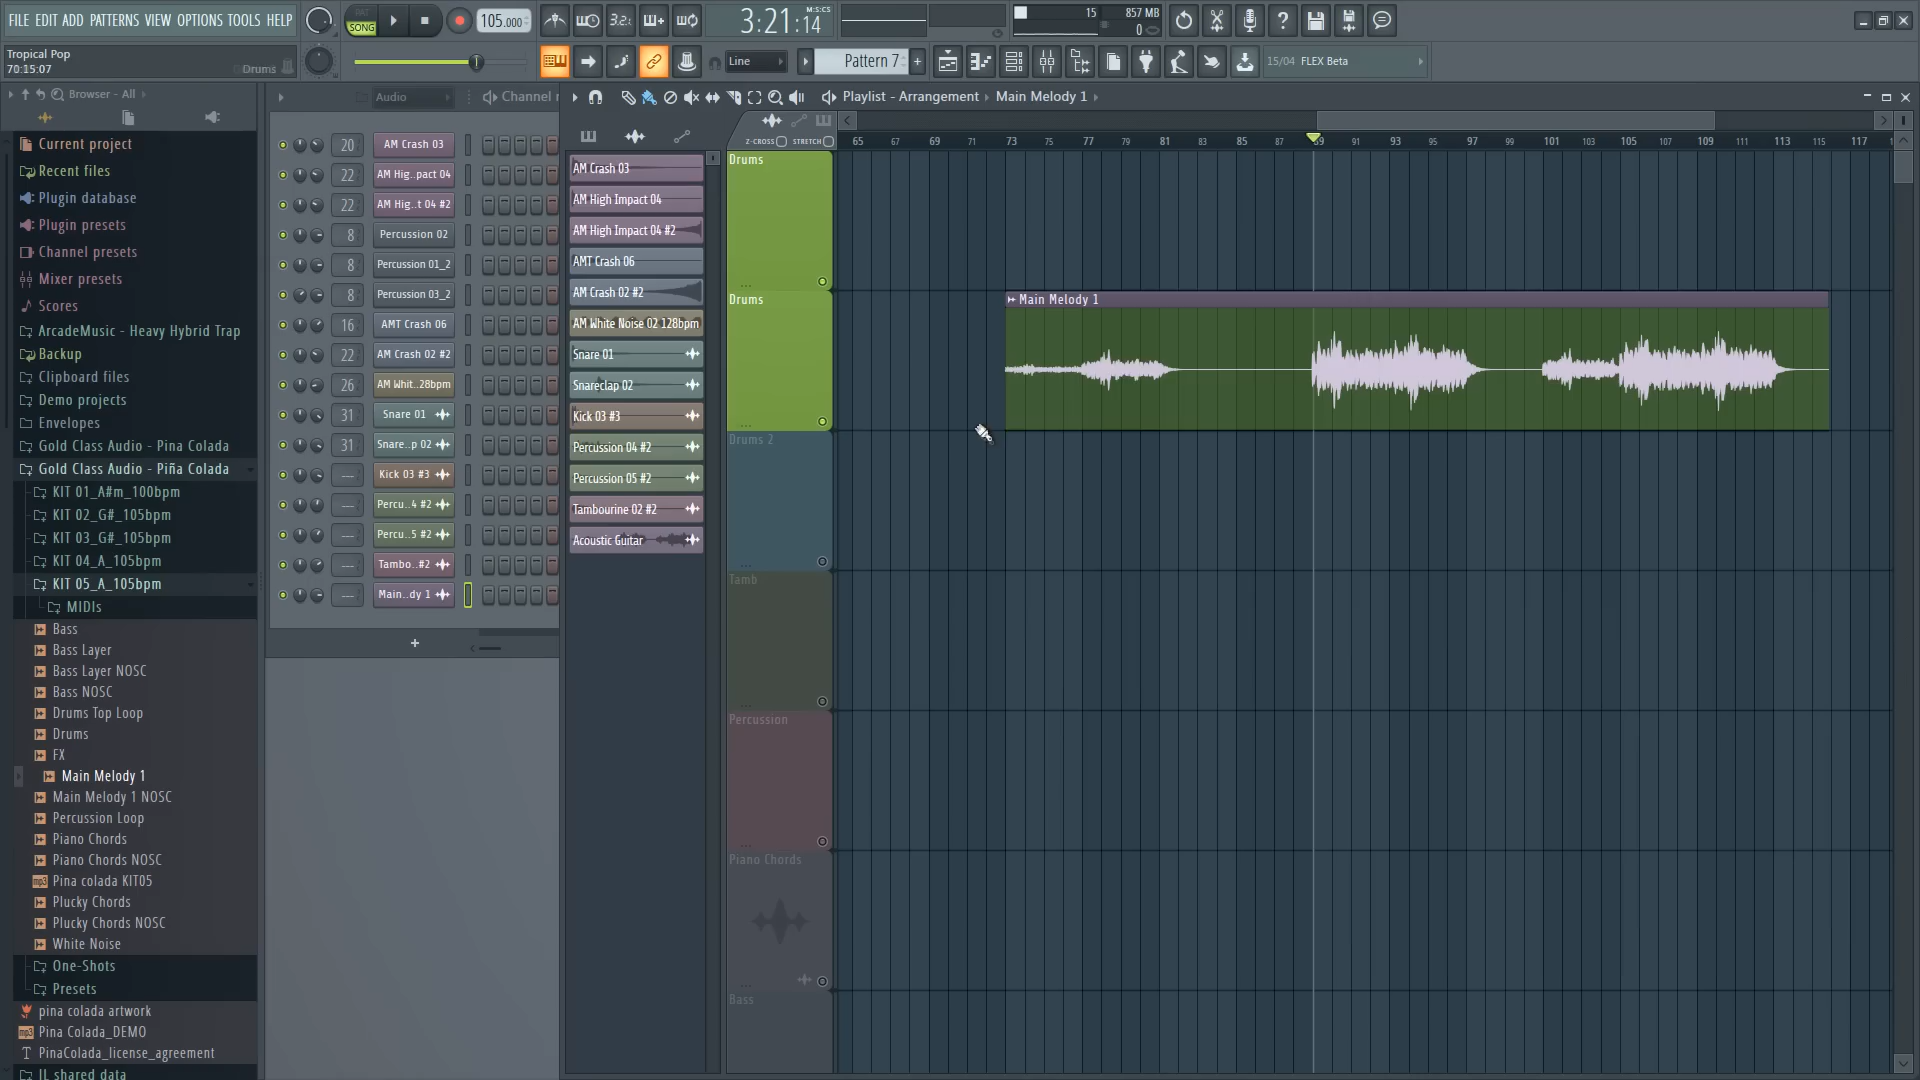 FILE EDIT ADD PATTERNS VIEW OPTIONS TOOLS HELP
PAT
SONG
105.000
3.2.
3:21:14
M:S:CS
15
857 MB
0
Tropical Pop
70:15:07
Drums
Line
Pattern 7
+
15/04 FLEX Beta
Browser - All
Audio
Channel
Playlist - Arrangement
Main Melody 1
Z-CROSS
STRETCH
65
67
69
71
73
75
77
79
81
83
85
87
89
91
93
95
97
99
101
103
105
107
109
111
113
115
117
Current project
Recent files
Plugin database
Plugin presets
Channel presets
Mixer presets
Scores
ArcadeMusic - Heavy Hybrid Trap
Backup
Clipboard files
Demo projects
Envelopes
Gold Class Audio - Pina Colada
Gold Class Audio - Piña Colada
KIT 01_A#m_100bpm
KIT 02_G#_105bpm
KIT 03_G#_105bpm
KIT 04_A_105bpm
KIT 05_A_105bpm
MIDIs
Bass
Bass Layer
Bass Layer NOSC
Bass NOSC
Drums Top Loop
Drums
FX
Main Melody 1
Main Melody 1 NOSC
Percussion Loop
Piano Chords
Piano Chords NOSC
mp3 Pina colada KIT05
Plucky Chords
Plucky Chords NOSC
White Noise
One-Shots
Presets
pina colada artwork
mp3 Pina Colada_DEMO
T PinaColada_license_agreement
IL shared data
20 AM Crash 03
22 AM Hig..pact 04
22 AM Hig..t 04 #2
8 Percussion 02
8 Percussion 01_2
8 Percussion 03_2
16 AMT Crash 06
22 AM Crash 02 #2
26 AM Whit..28bpm
31 Snare 01
31 Snare..p 02
--- Kick 03 #3
--- Percu..4 #2
--- Percu..5 #2
--- Tambo..#2
--- Main..dy 1
+
AM Crash 03
AM High Impact 04
AM High Impact 04 #2
AMT Crash 06
AM Crash 02 #2
AM White Noise 02 128bpm
Snare 01
Snareclap 02
Kick 03 #3
Percussion 04 #2
Percussion 05 #2
Tambourine 02 #2
Acoustic Guitar
Drums
Drums
Main Melody 1
Drums 2
Tamb
Percussion
Piano Chords
Bass